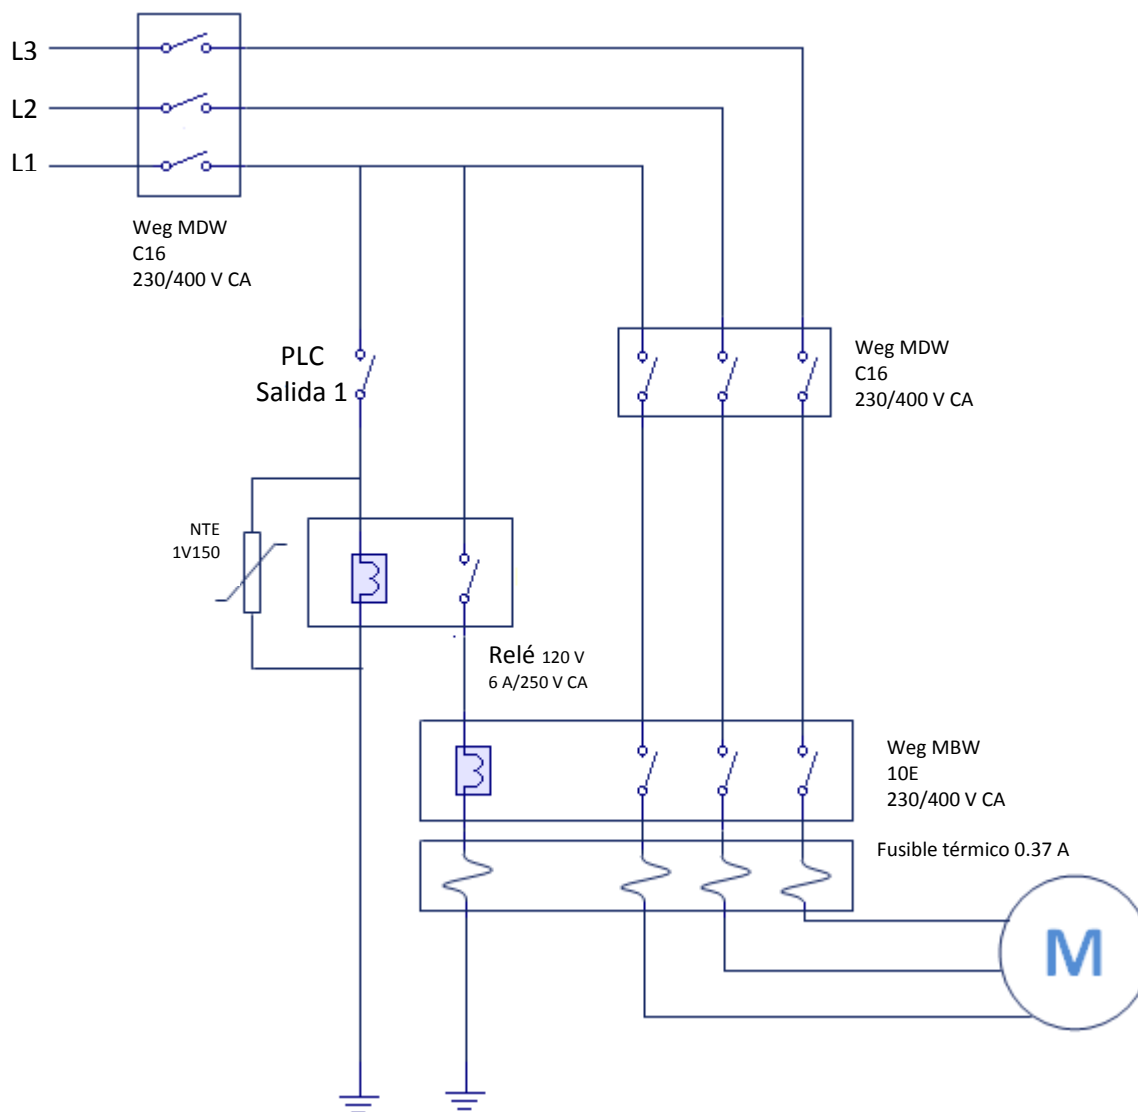 L3
L2
L1
Weg MDW
C16
230/400 V CA
PLC
Salida 1
Weg MDW
C16
230/400 V CA
NTE
1V150
Relé 120 V
6 A/250 V CA
Weg MBW
10E
230/400 V CA
Fusible térmico 0.37 A
M